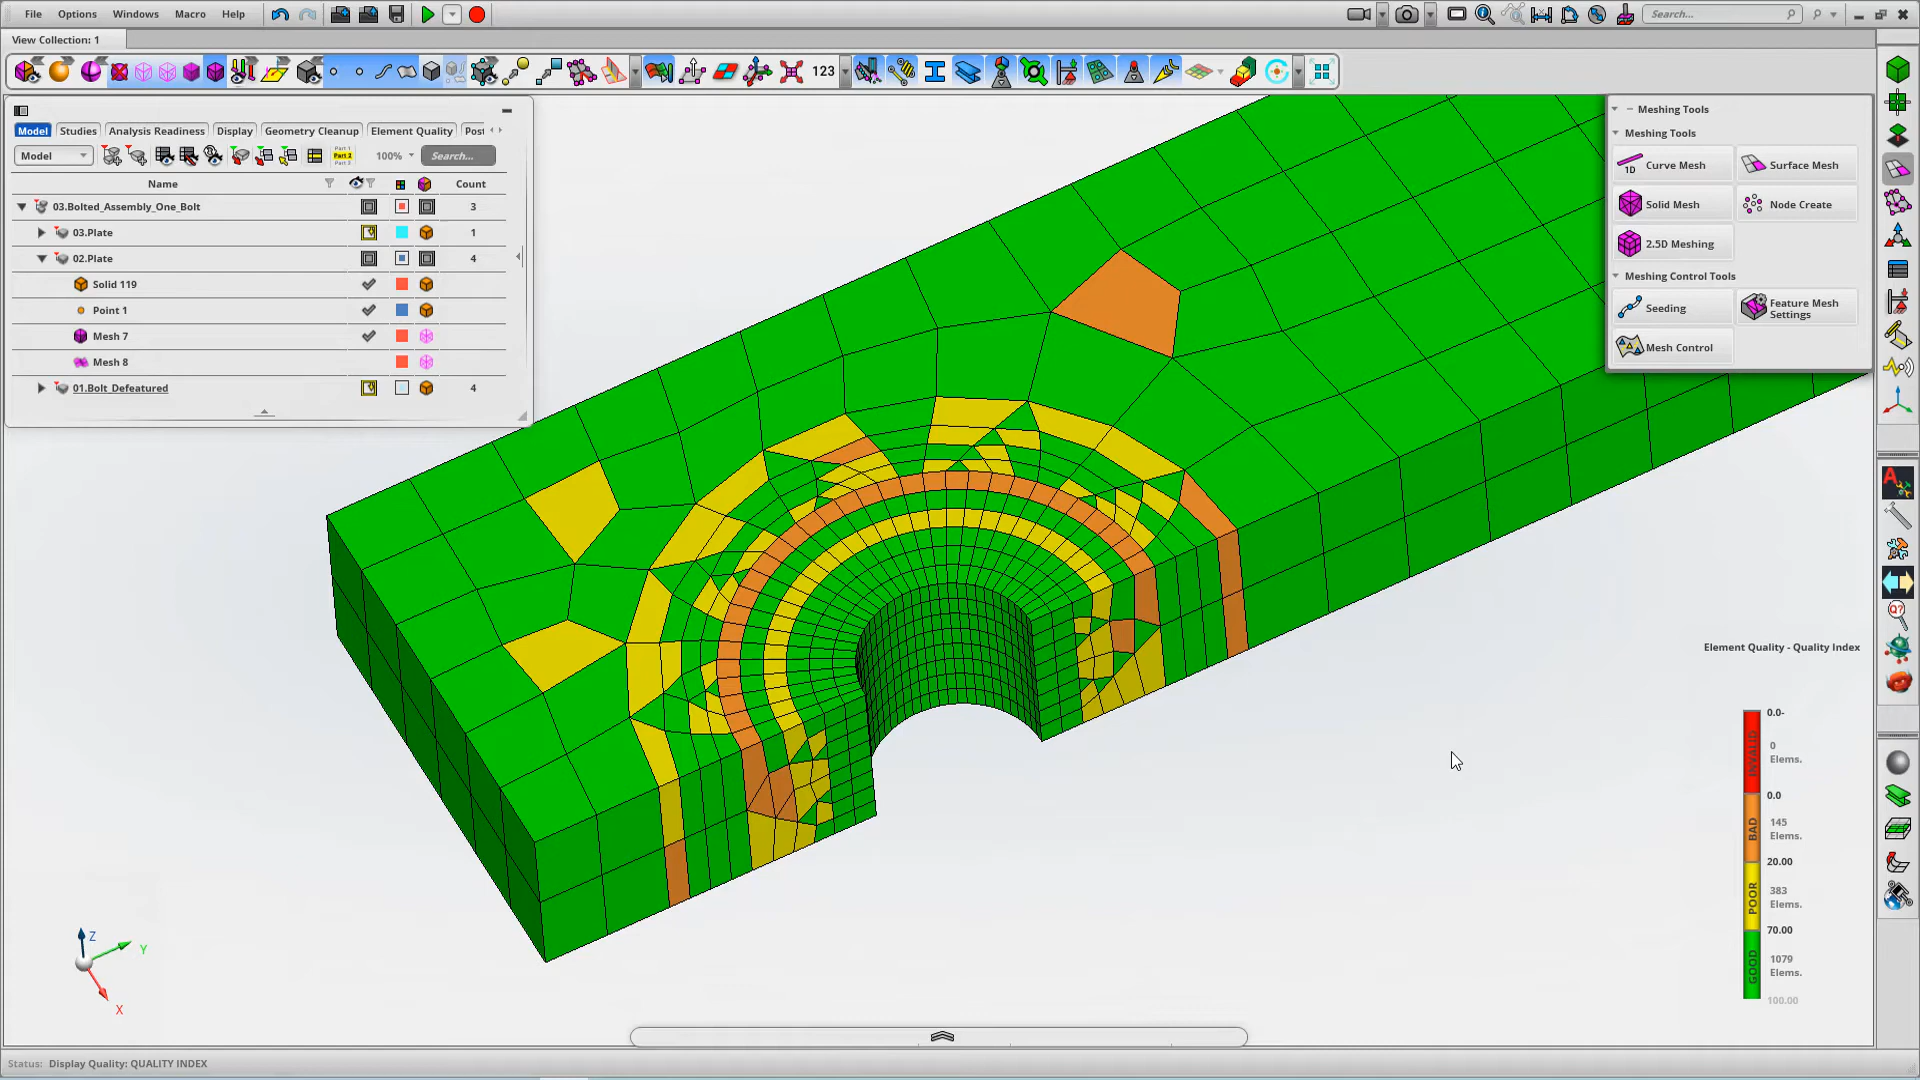 File Options Windows Macro Help
Search...
View Collection: 1
123
Model Studies Analysis Readiness Display Geometry Cleanup Element Quality Post
Model 100% Search...
Name Count
03.Bolted_Assembly_One_Bolt 3
03.Plate 1
02.Plate 4
Solid 119
Point 1
Mesh 7
Mesh 8
01.Bolt_Defeatured 4
Meshing Tools
Meshing Tools
1D Curve Mesh Surface Mesh
Solid Mesh Node Create
2.5D Meshing
Meshing Control Tools
Seeding Feature Mesh Settings
Mesh Control
Element Quality - Quality Index
0.0-
INVALID 0 Elems.
0.0
BAD 145 Elems.
20.00
POOR 383 Elems.
70.00
GOOD 1079 Elems.
100.00
Z
Y
X
Status: Display Quality: QUALITY INDEX